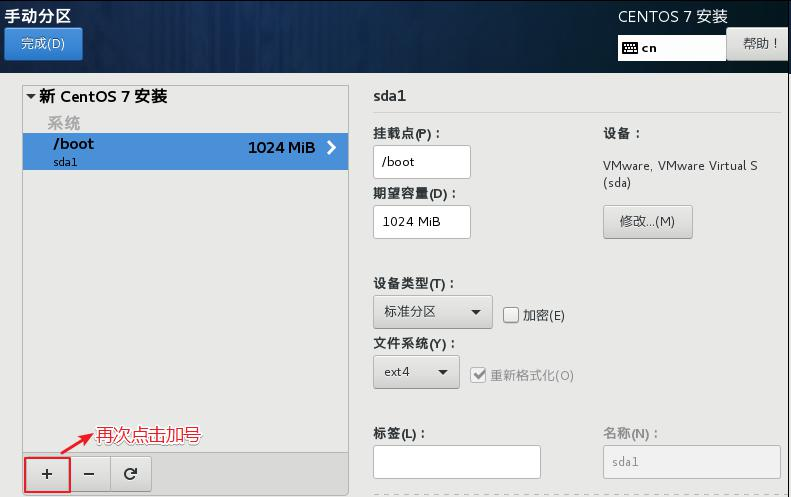 手动分区
CENTOS 7 安装
完成(D)
cn
帮助！
新 CentOS 7 安装
系统
/boot
1024 MiB
sda1
sda1
挂载点(P)：
设备：
/boot
VMware, VMware Virtual S
(sda)
期望容量(D)：
1024 MiB
修改...(M)
设备类型(T)：
标准分区
加密(E)
文件系统(Y)：
ext4
重新格式化(O)
再次点击加号
标签(L)：
名称(N)：
sda1